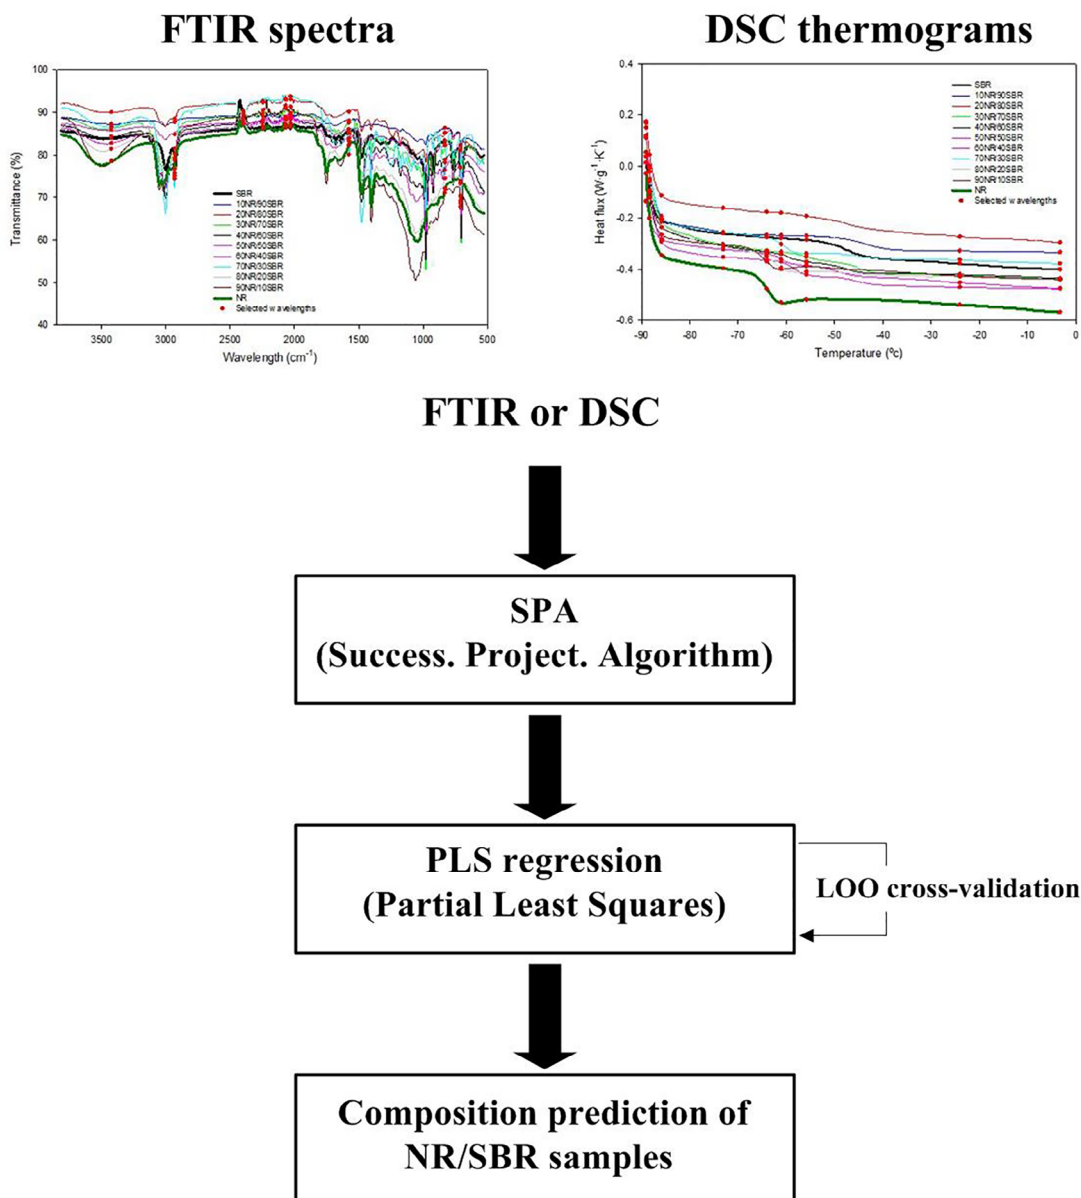 FTIR spectra
DSC thermograms
100
90
80
70
60
50
40
Transmittance (%)
SBR
10NR/90SBR
20NR/80SBR
30NR/70SBR
40NR/60SBR
50NR/50SBR
60NR/40SBR
70NR/30SBR
80NR/20SBR
90NR/10SBR
NR
Selected wavelengths
3500 3000 2500 2000 1500 1000 500
Wavelength (cm⁻¹)
0.4
0.2
0.0
-0.2
-0.4
-0.6
Heat flux (W·g⁻¹·K⁻¹)
SBR
10NR/90SBR
20NR/80SBR
30NR/70SBR
40NR/60SBR
50NR/50SBR
60NR/40SBR
70NR/30SBR
80NR/20SBR
90NR/10SBR
NR
Selected wavelengths
-90 -80 -70 -60 -50 -40 -30 -20 -10 0
Temperature (ºc)
FTIR or DSC
SPA
(Success. Project. Algorithm)
PLS regression
(Partial Least Squares)
LOO cross-validation
Composition prediction of
NR/SBR samples